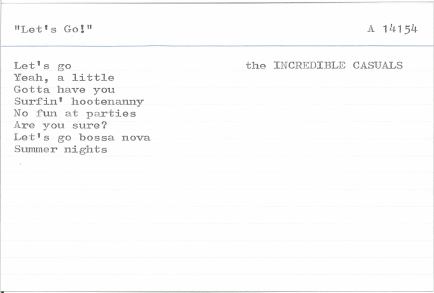 "Let's Go!" A 14154
Let's go the INCREDIBLE CASUALS
Yeah, a little
Gotta have you
Surfin' hootenanny
No fun at parties
Are you sure?
Let's go bossa nova
Summer nights